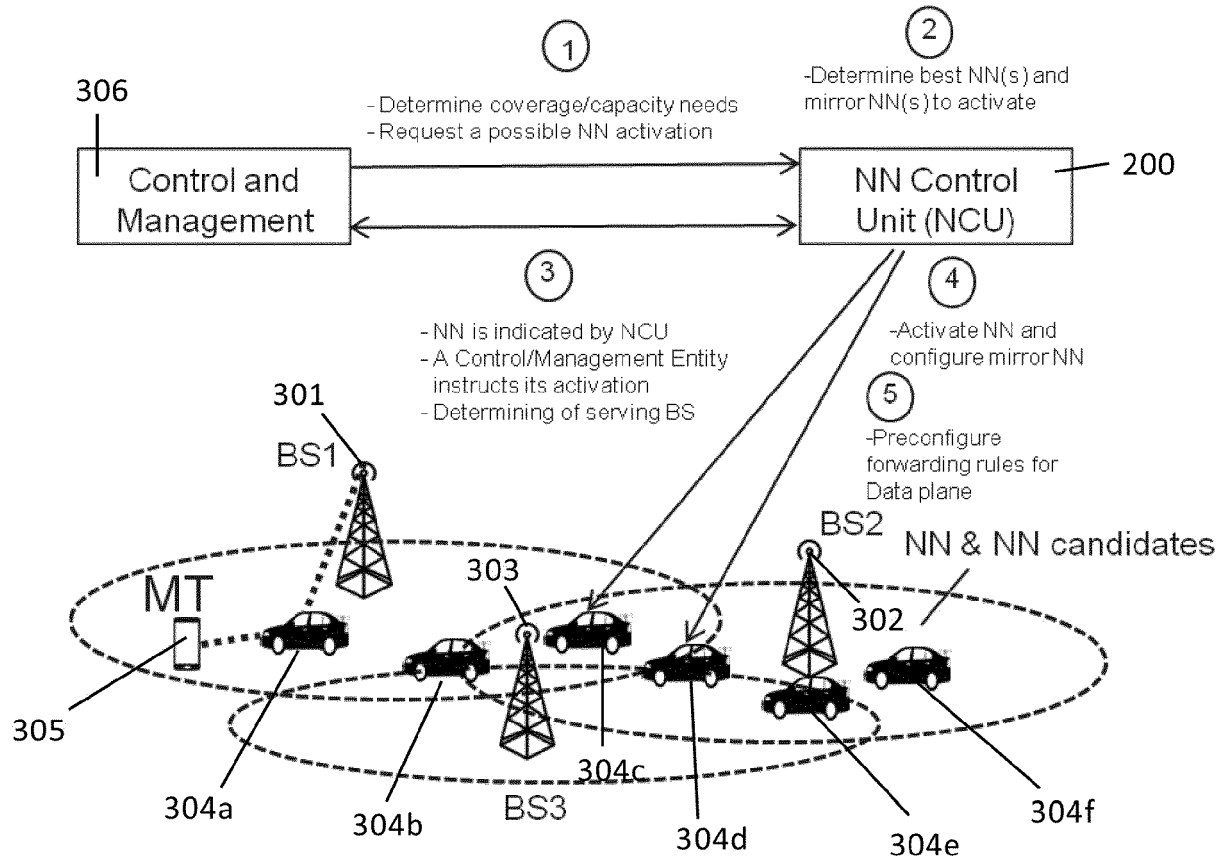 1
2
306
- Determine coverage/capacity needs
- Request a possible NN activation
-Determine best NN(s) and
mirror NN(s) to activate
Control and
Management
NN Control
Unit (NCU)
200
3
4
- NN is indicated by NCU
- A Control/Management Entity
instructs its activation
- Determining of serving BS
-Activate NN and
configure mirror NN
5
-Preconfigure
forwarding rules for
Data plane
301
BS1
BS2
NN & NN candidates
303
302
MT
305
304a
304b
304c
BS3
304d
304e
304f